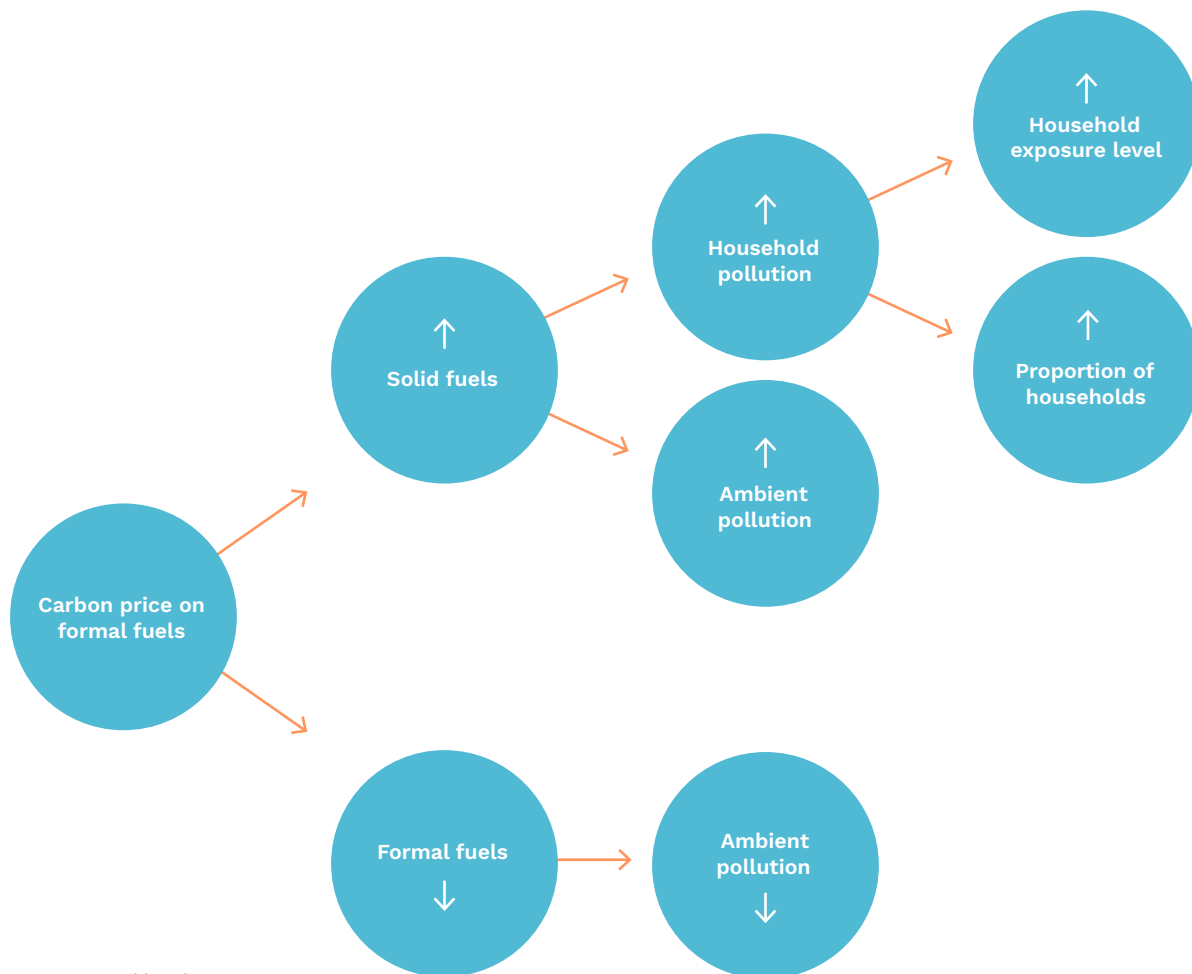 ↑
Household
exposure level
↑
Household
pollution
↑
Proportion of
households
↑
Solid fuels
↑
Ambient
pollution
Carbon price on
formal fuels
Formal fuels
↓
Ambient
pollution
↓